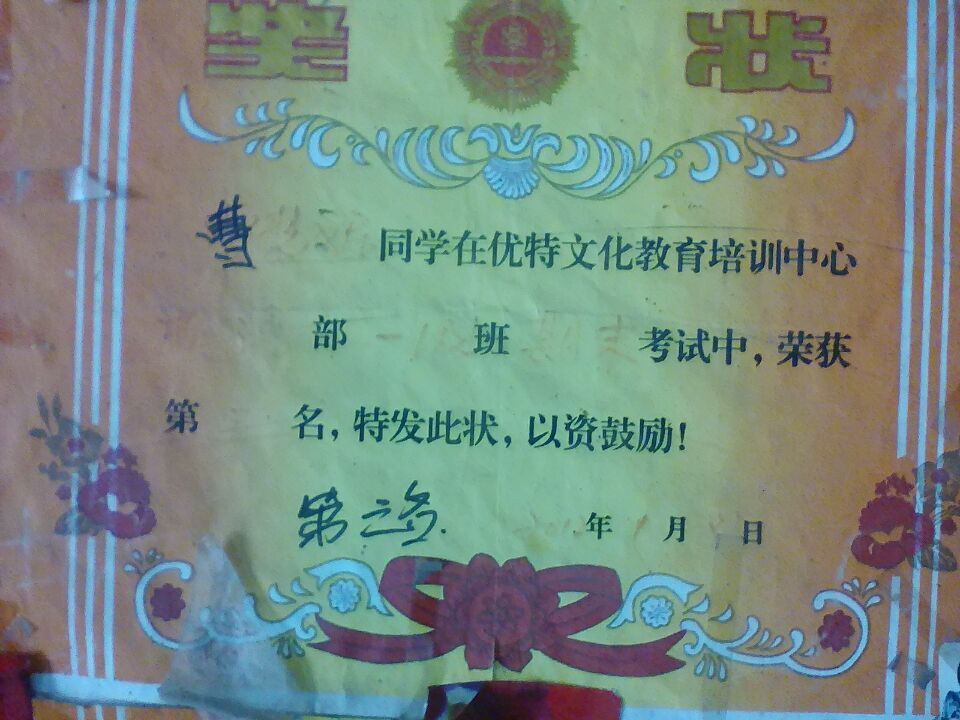 奖状
同学在优特文化教育培训中心
部 班 考试中，荣获
第 名，特发此状，以资鼓励！
第二名.
年 月 日